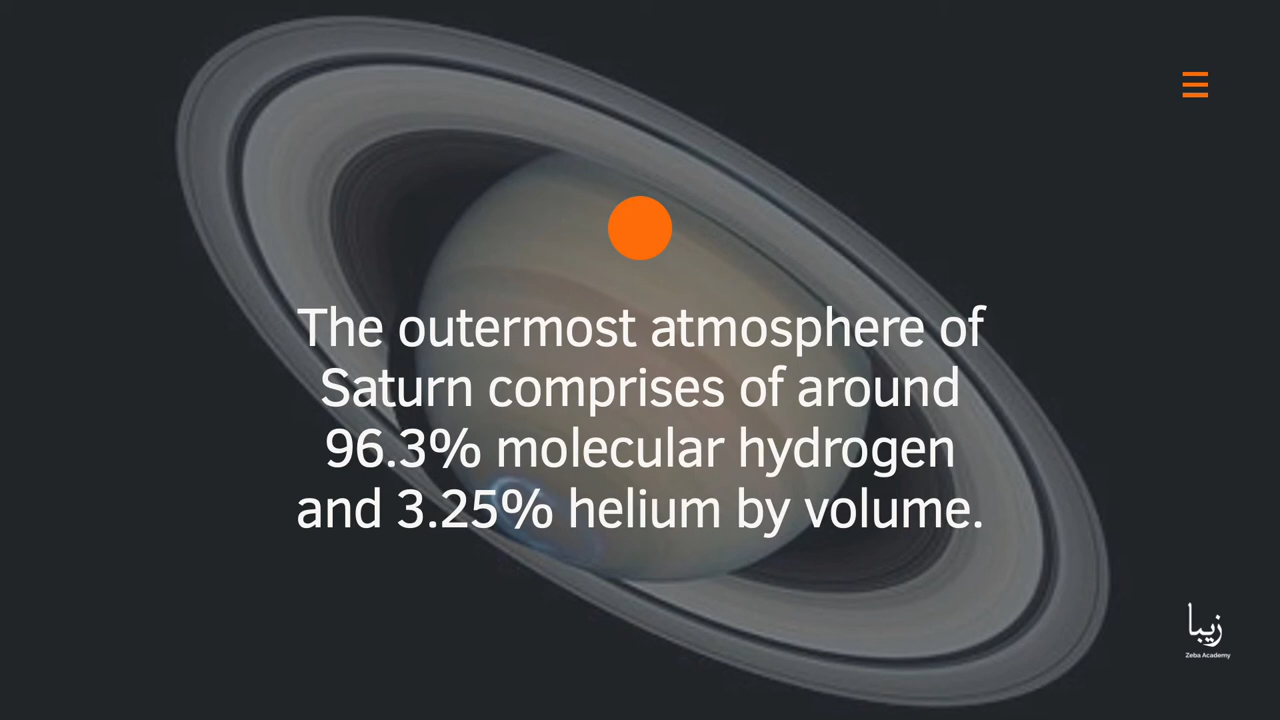 The outermost atmosphere of
Saturn comprises of around
96.3% molecular hydrogen
and 3.25% helium by volume.
زيبا
Zeba Academy